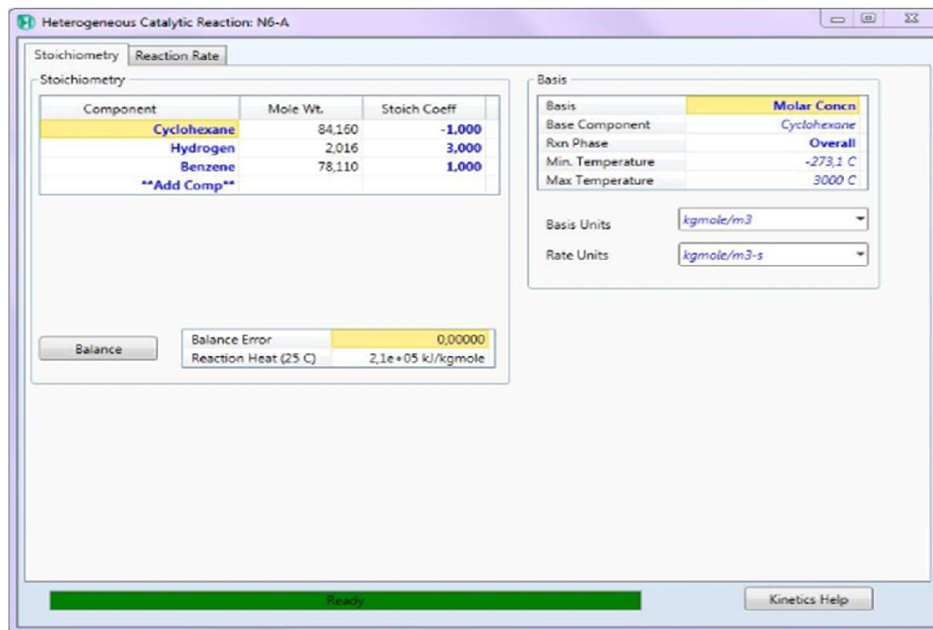 Heterogeneous Catalytic Reaction: N6-A
Stoichiometry Reaction Rate
Stoichiometry
Component Mole Wt. Stoich Coeff
Cyclohexane 84,160 -1,000
Hydrogen 2,016 3,000
Benzene 78,110 1,000
**Add Comp**
Balance
Balance Error 0,00000
Reaction Heat (25 C) 2,1e+05 kJ/kgmole
Basis
Basis Molar Concn
Base Component Cyclohexane
Rxn Phase Overall
Min. Temperature -273,1 C
Max Temperature 3000 C
Basis Units kgmole/m3
Rate Units kgmole/m3-s
Ready
Kinetics Help